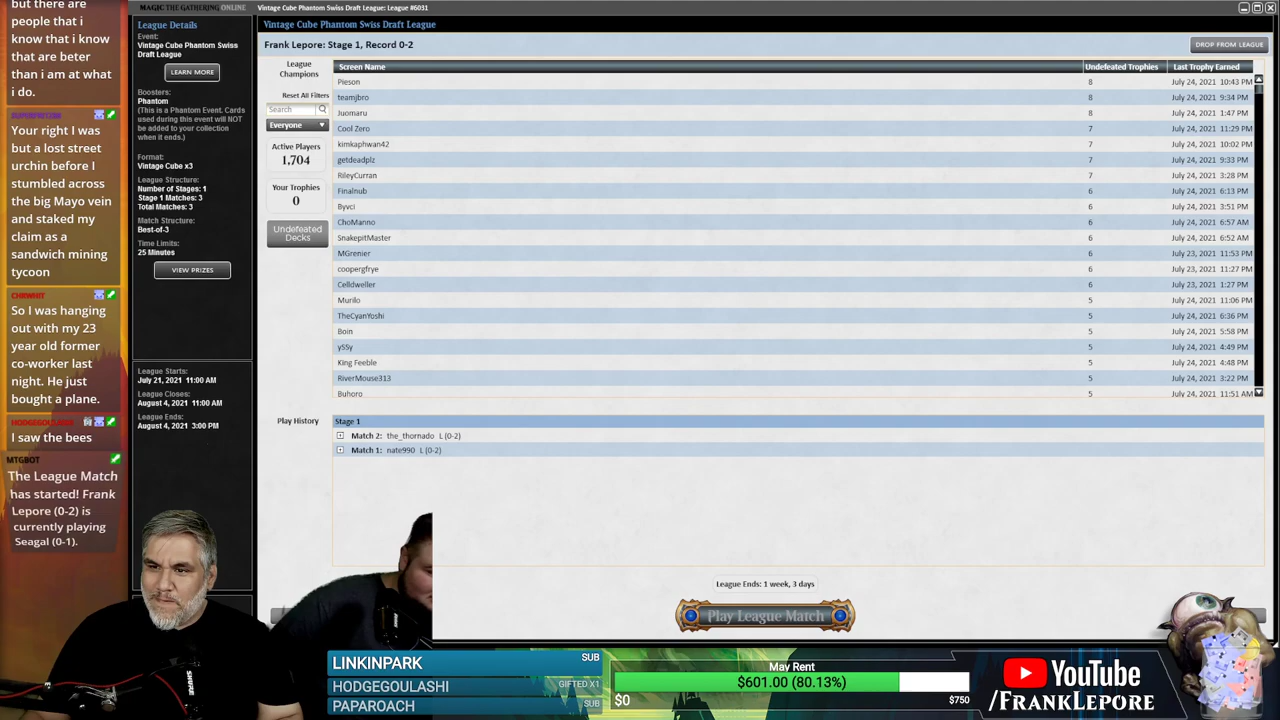 but there are
people that i
know that i know
that are beter
than i am at what
i do.
Your right I was
but a lost street
urchin before I
stumbled across
the big Mayo vein
and staked my
claim as a
sandwich mining
tycoon
CHRWHIT
So I was hanging
out with my 23
year old former
co-worker last
night. He just
bought a plane.
HODGEGOULASHI
I saw the bees
MTGBOT
The League Match
has started! Frank
Lepore (0-2) is
currently playing
Seagal (0-1).
MAGIC THE GATHERING ONLINE
Vintage Cube Phantom Swiss Draft League: League #6031
League Details
Event:
Vintage Cube Phantom Swiss
Draft League
LEARN MORE
Boosters:
Phantom
(This is a Phantom Event. Cards
used during this event will NOT
be added to your collection
when it ends.)
Format:
Vintage Cube x3
League Structure:
Number of Stages: 1
Stage 1 Matches: 3
Total Matches: 3
Match Structure:
Best-of-3
Time Limits:
25 Minutes
VIEW PRIZES
League Starts:
July 21, 2021 11:00 AM
League Closes:
August 4, 2021 11:00 AM
League Ends:
August 4, 2021 3:00 PM
Vintage Cube Phantom Swiss Draft League
Frank Lepore: Stage 1, Record 0-2
DROP FROM LEAGUE
League
Champions
Reset All Filters
Search
Everyone
Active Players
1,704
Your Trophies
0
Undefeated
Decks
Screen Name Undefeated Trophies Last Trophy Earned
Pieson 8 July 24, 2021 10:43 PM
teamjbro 8 July 24, 2021 9:34 PM
Juomaru 8 July 24, 2021 1:47 PM
Cool Zero 7 July 24, 2021 11:29 PM
kimkaphwan42 7 July 24, 2021 10:02 PM
getdeadplz 7 July 24, 2021 9:33 PM
RileyCurran 7 July 24, 2021 3:28 PM
Finalnub 6 July 24, 2021 6:13 PM
Byvci 6 July 24, 2021 3:51 PM
ChoManno 6 July 24, 2021 6:57 AM
SnakepitMaster 6 July 24, 2021 6:52 AM
MGrenier 6 July 23, 2021 11:53 PM
coopergfrye 6 July 23, 2021 11:27 PM
Celldweller 6 July 23, 2021 1:27 PM
Murilo 5 July 24, 2021 11:06 PM
TheCyanYoshi 5 July 24, 2021 6:36 PM
Boin 5 July 24, 2021 5:58 PM
ySSy 5 July 24, 2021 4:49 PM
King Feeble 5 July 24, 2021 4:48 PM
RiverMouse313 5 July 24, 2021 3:22 PM
Buhoro 5 July 24, 2021 11:51 AM
Play History
Stage 1
Match 2: the_thornado L (0-2)
Match 1: nate990 L (0-2)
League Ends: 1 week, 3 days
Play League Match
SHURE
LINKINPARK SUB
HODGEGOULASHI GIFTED X1
PAPAROACH SUB
May Rent
$601.00 (80.13%)
$0 $750
YouTube
/FRANKLEPORE